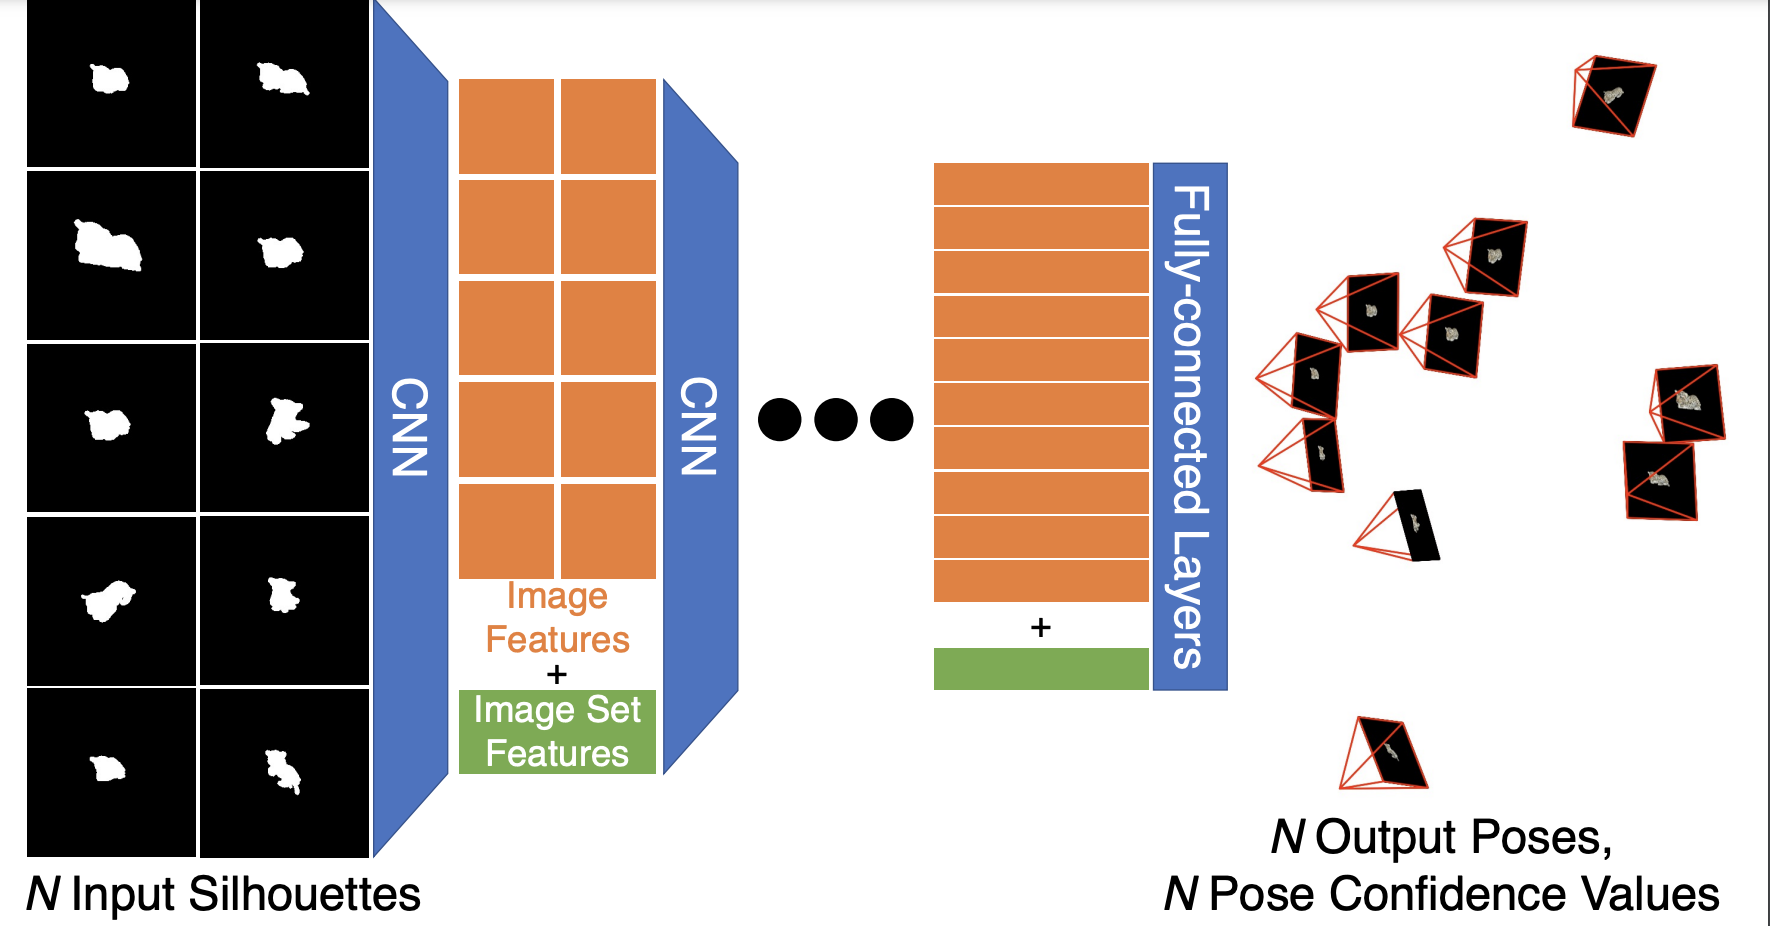 CNN
Image
Features
+
Image Set
Features
CNN
+
Fully-connected Layers
N Input Silhouettes
N Output Poses,
N Pose Confidence Values